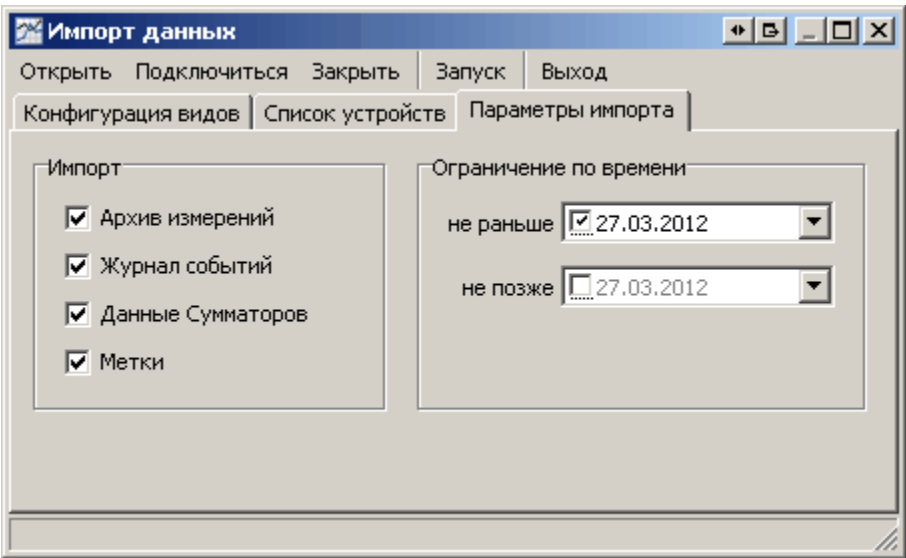 Импорт данных
Открыть Подключиться Закрыть Запуск Выход
Конфигурация видов Список устройств Параметры импорта
Импорт
Архив измерений
Журнал событий
Данные Сумматоров
Метки
Ограничение по времени
не раньше 27.03.2012
не позже 27.03.2012